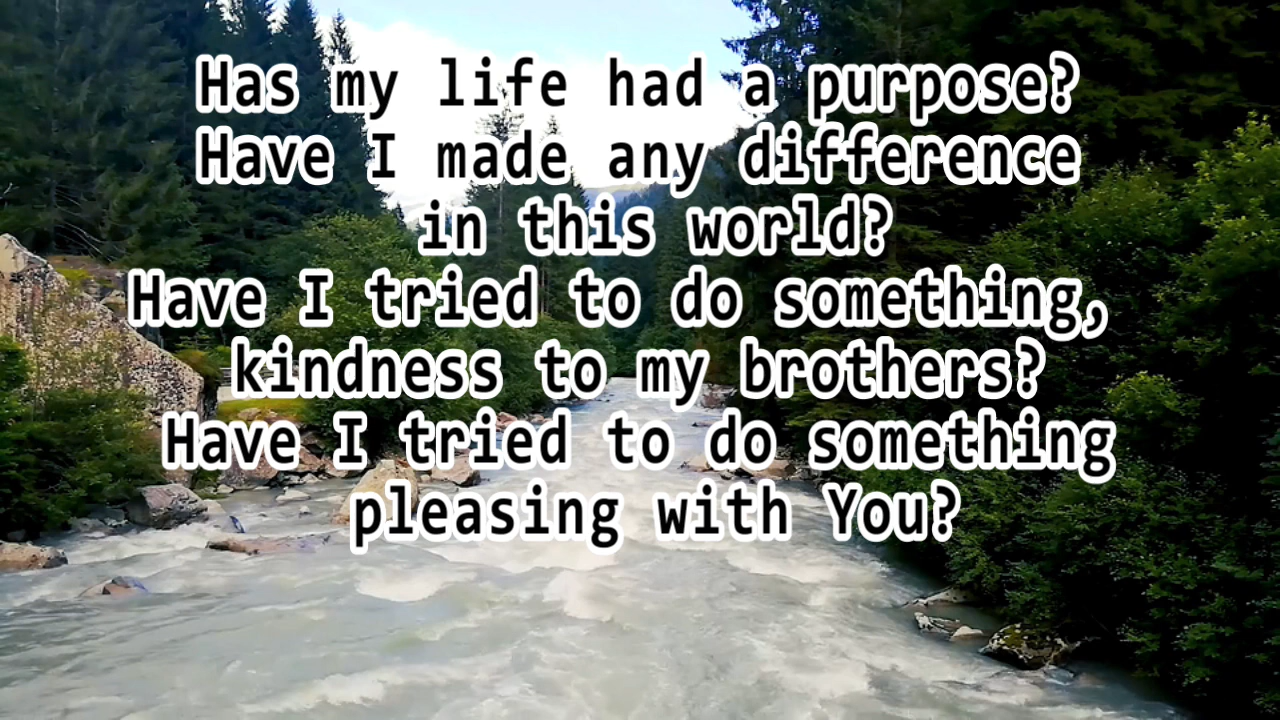 Has my life had a purpose?
Have I made any difference
in this world?
Have I tried to do something,
kindness to my brothers?
Have I tried to do something
pleasing with You?